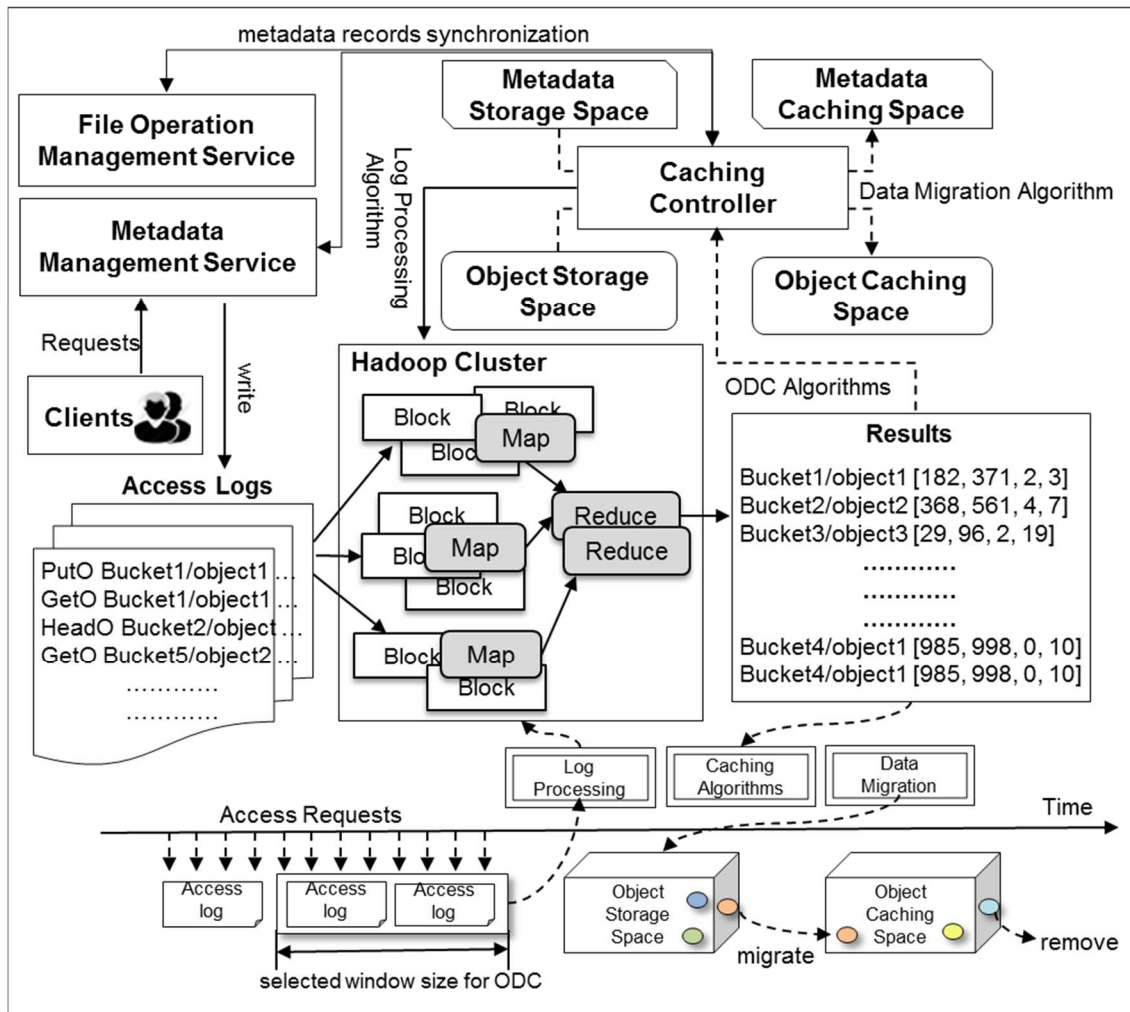 metadata records synchronization
File Operation
Management Service
Metadata
Management Service
Requests
write
Clients
Metadata
Storage Space
Metadata
Caching Space
Caching
Controller
Data Migration Algorithm
Log Processing
Algorithm
Object Storage
Space
Object Caching
Space
ODC Algorithms
Hadoop Cluster
Block
Block
Block
Map
Block
Block
Map
Block
Block
Map
Block
Reduce
Reduce
Access Logs
PutO Bucket1/object1 ...
GetO Bucket1/object1 ...
HeadO Bucket2/object ...
GetO Bucket5/object2 ...
............
............
Results
Bucket1/object1 [182, 371, 2, 3]
Bucket2/object2 [368, 561, 4, 7]
Bucket3/object3 [29, 96, 2, 19]
............
............
............
Bucket4/object1 [985, 998, 0, 10]
Bucket4/object1 [985, 998, 0, 10]
Log
Processing
Caching
Algorithms
Data
Migration
Access Requests
Time
Access
log
Access
log
Access
log
selected window size for ODC
Object
Storage
Space
migrate
Object
Caching
Space
remove